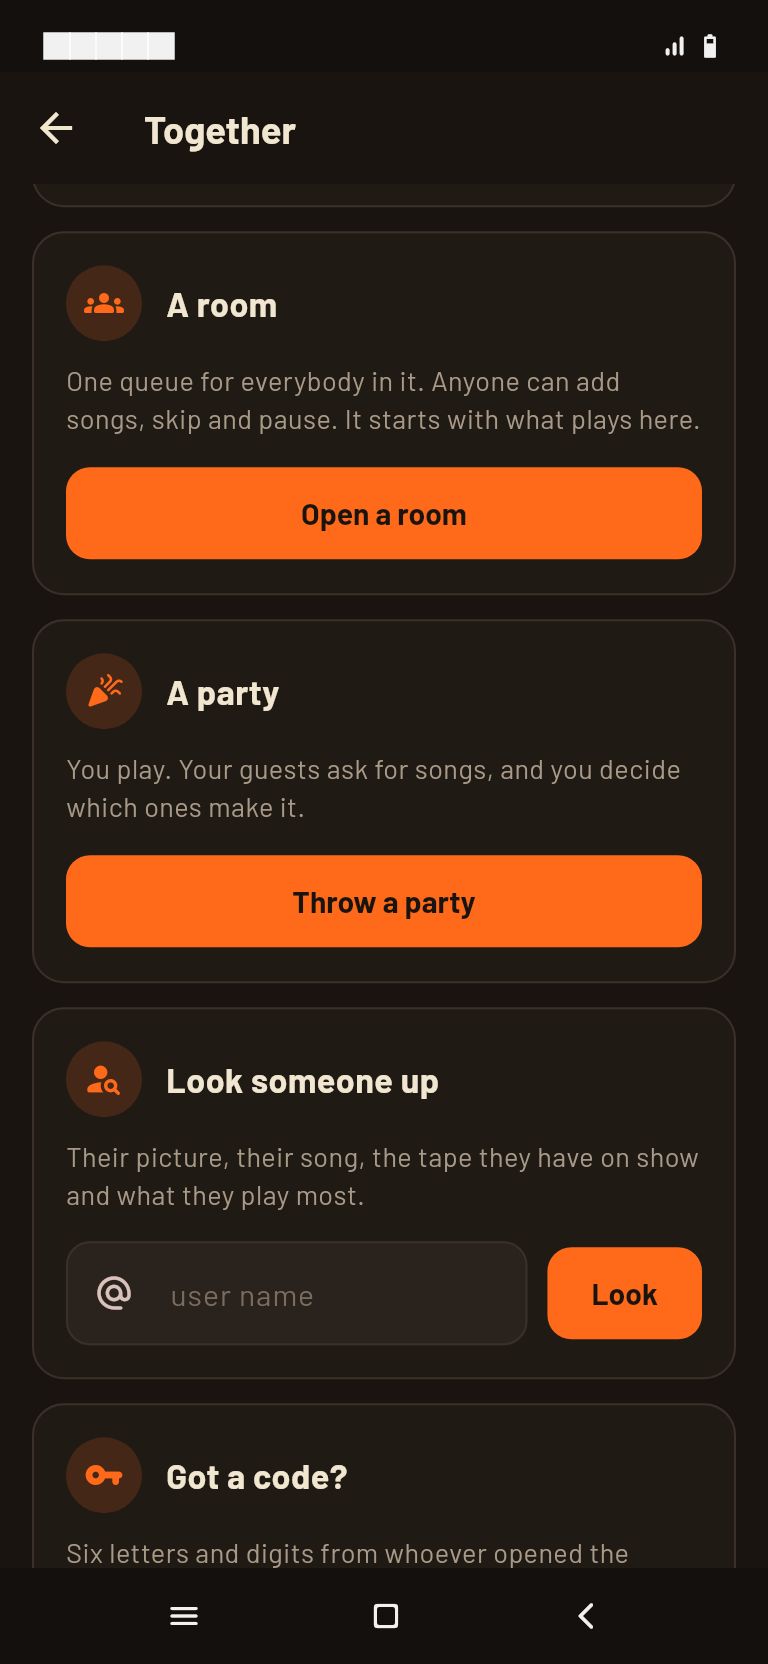 Together
A room
One queue for everybody in it. Anyone can add
songs, skip and pause. It starts with what plays here.
Open a room
A party
You play. Your guests ask for songs, and you decide
which ones make it.
Throw a party
Look someone up
Their picture, their song, the tape they have on show
and what they play most.
user name
Look
Got a code?
Six letters and digits from whoever opened the